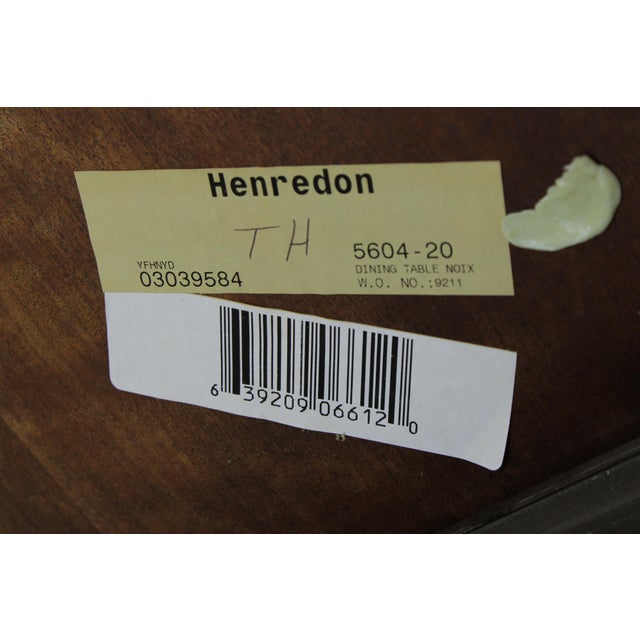 Henredon
TH
5604-20
YFHNYD
DINING TABLE NOIX
03039584
W.O. NO.:9211
6 39209 06612 0